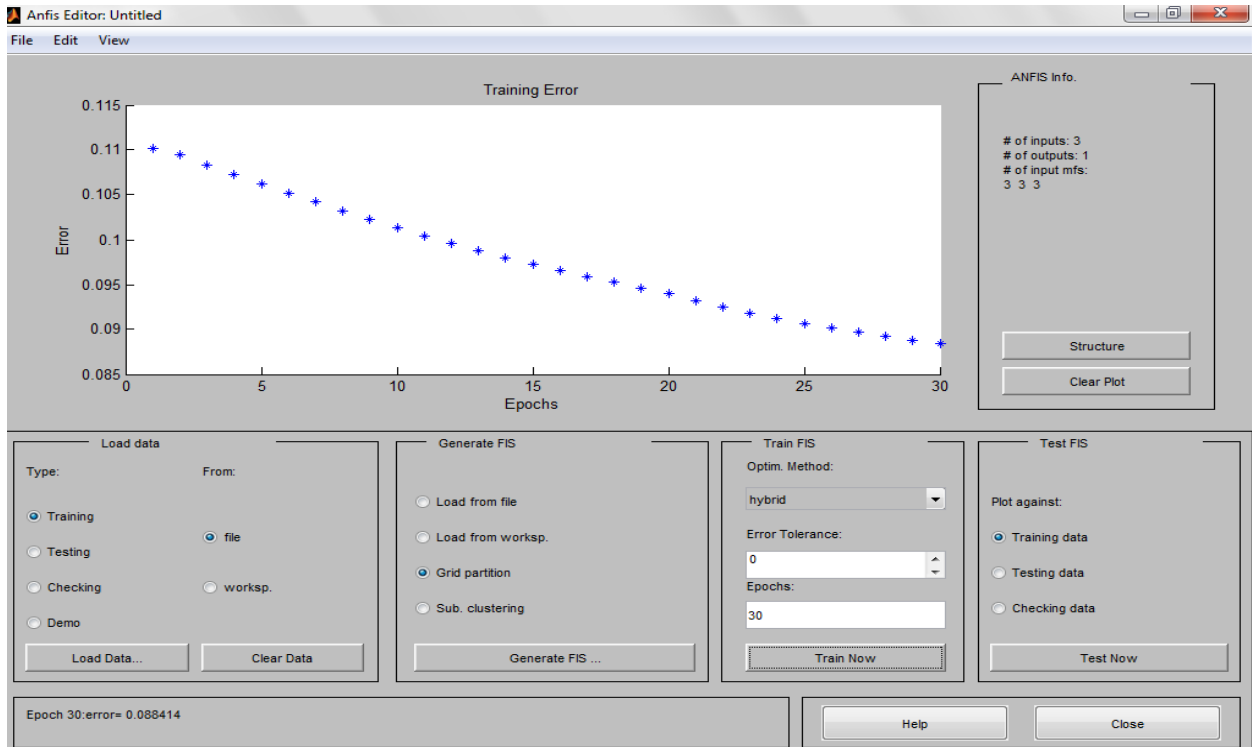 Anfis Editor: Untitled
File Edit View
Training Error
0.115
0.11
0.105
0.1
0.095
0.09
0.085
Error
0 5 10 15 20 25 30
Epochs
ANFIS Info.
# of inputs: 3
# of outputs: 1
# of input mfs:
3 3 3
Structure
Clear Plot
Load data
Type: From:
Training
file
Testing
Checking
worksp.
Demo
Load Data... Clear Data
Generate FIS
Load from file
Load from worksp.
Grid partition
Sub. clustering
Generate FIS ...
Train FIS
Optim. Method:
hybrid
Error Tolerance:
0
Epochs:
30
Train Now
Test FIS
Plot against:
Training data
Testing data
Checking data
Test Now
Epoch 30:error= 0.088414
Help Close